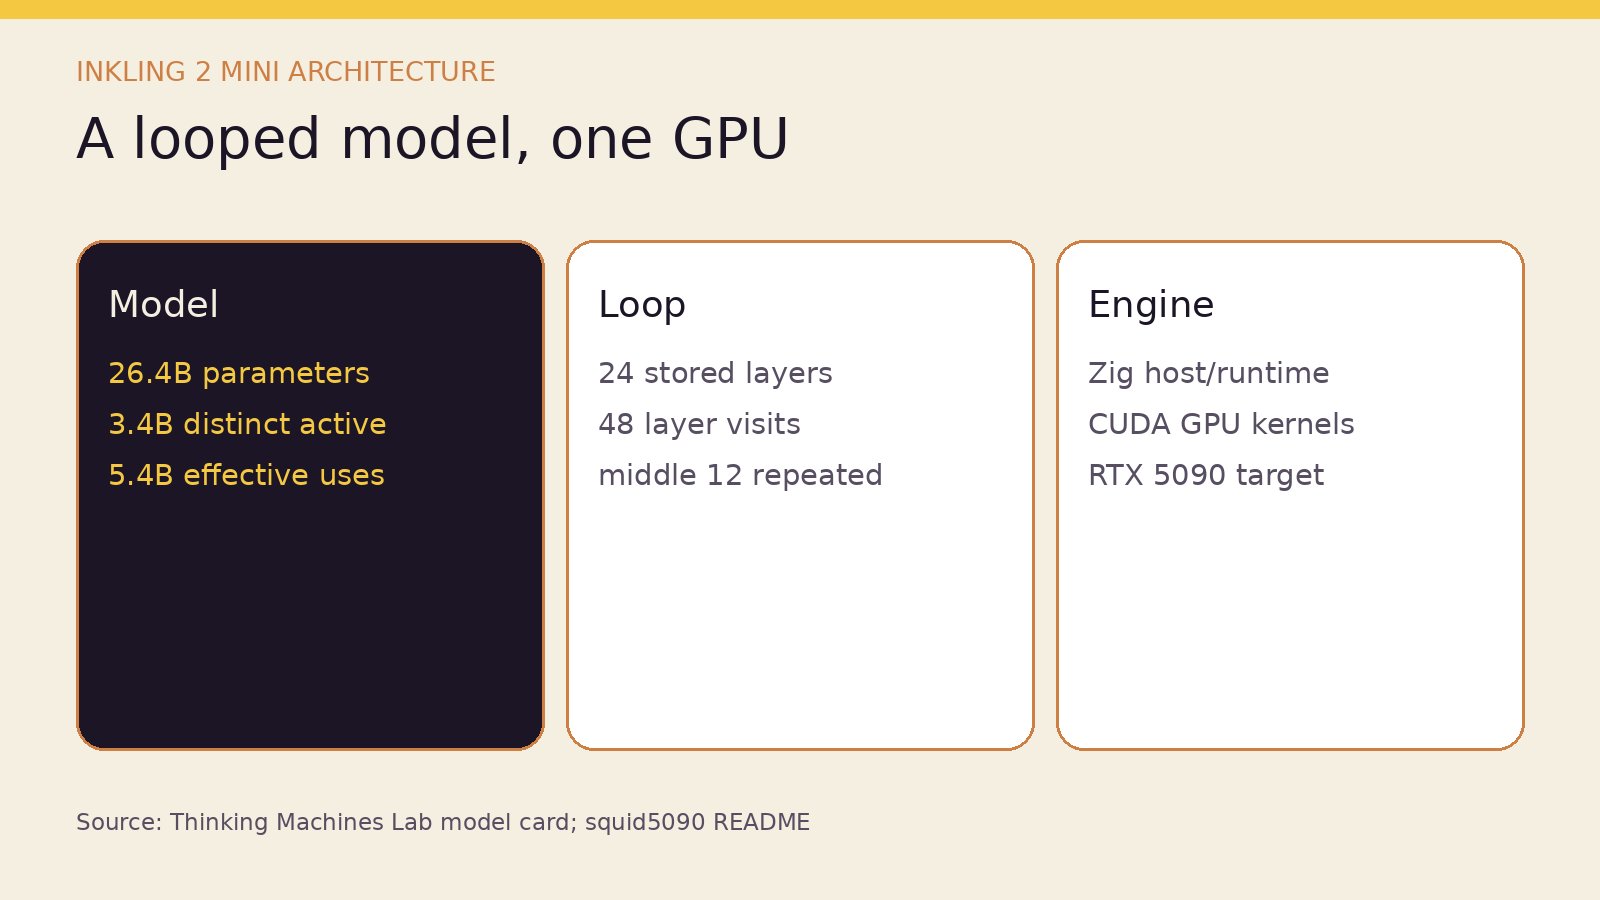 INKLING 2 MINI ARCHITECTURE
A looped model, one GPU
Model
26.4B parameters
3.4B distinct active
5.4B effective uses
Loop
24 stored layers
48 layer visits
middle 12 repeated
Engine
Zig host/runtime
CUDA GPU kernels
RTX 5090 target
Source: Thinking Machines Lab model card; squid5090 README